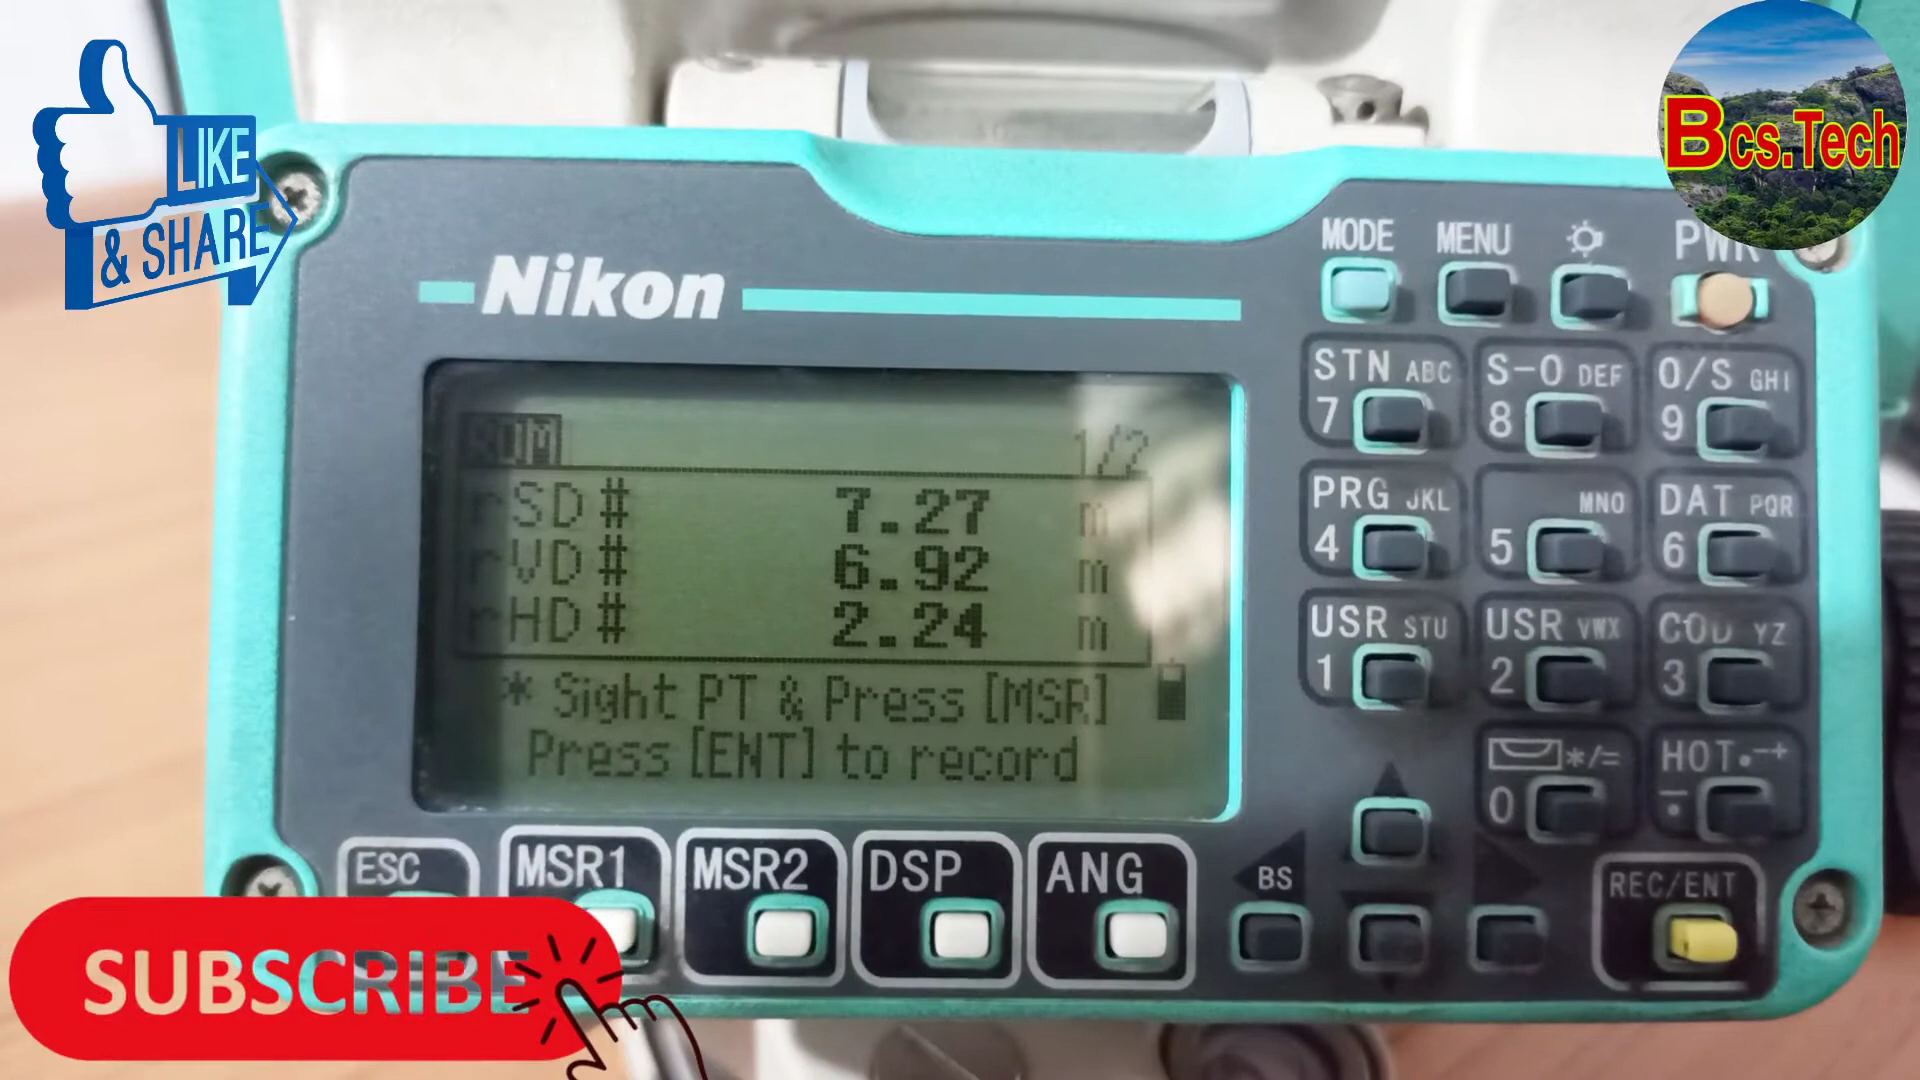 LIKE
& SHARE
Bcs.Tech
Nikon
MODE MENU PWR
RDM 1/2
rSD# 7.27 m
rVD# 6.92 m
rHD# 2.24 m
* Sight PT & Press [MSR]
Press [ENT] to record
STN ABC S-O DEF O/S GHI
7 8 9
PRG JKL MNO DAT PQR
4 5 6
USR STU USR VWX COD YZ
1 2 3
*/= HOT.-+
0 -.
ESC MSR1 MSR2 DSP ANG BS REC/ENT
SUBSCRIBE